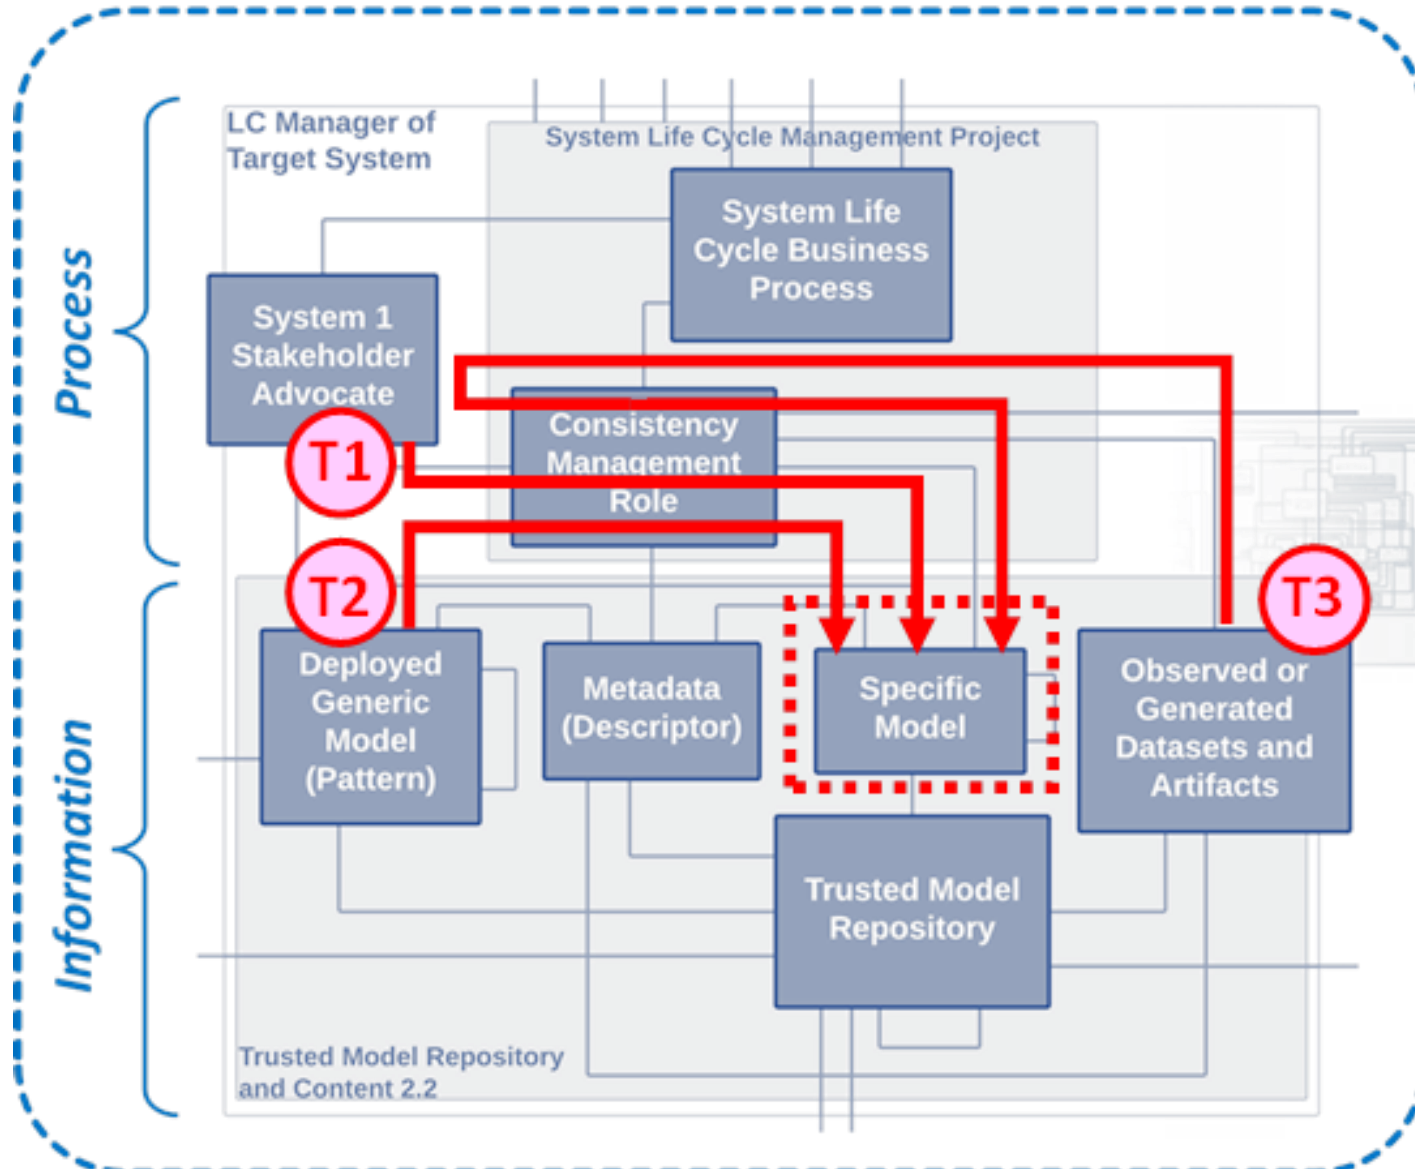 LC Manager of
Target System
System Life Cycle Management Project
System Life
Cycle Business
Process
Process
System 1
Stakeholder
Advocate
Consistency
Management
Role
T1
T2
T3
Deployed
Generic
Model
(Pattern)
Metadata
(Descriptor)
Specific
Model
Observed or
Generated
Datasets and
Artifacts
Information
Trusted Model
Repository
Trusted Model Repository
and Content 2.2